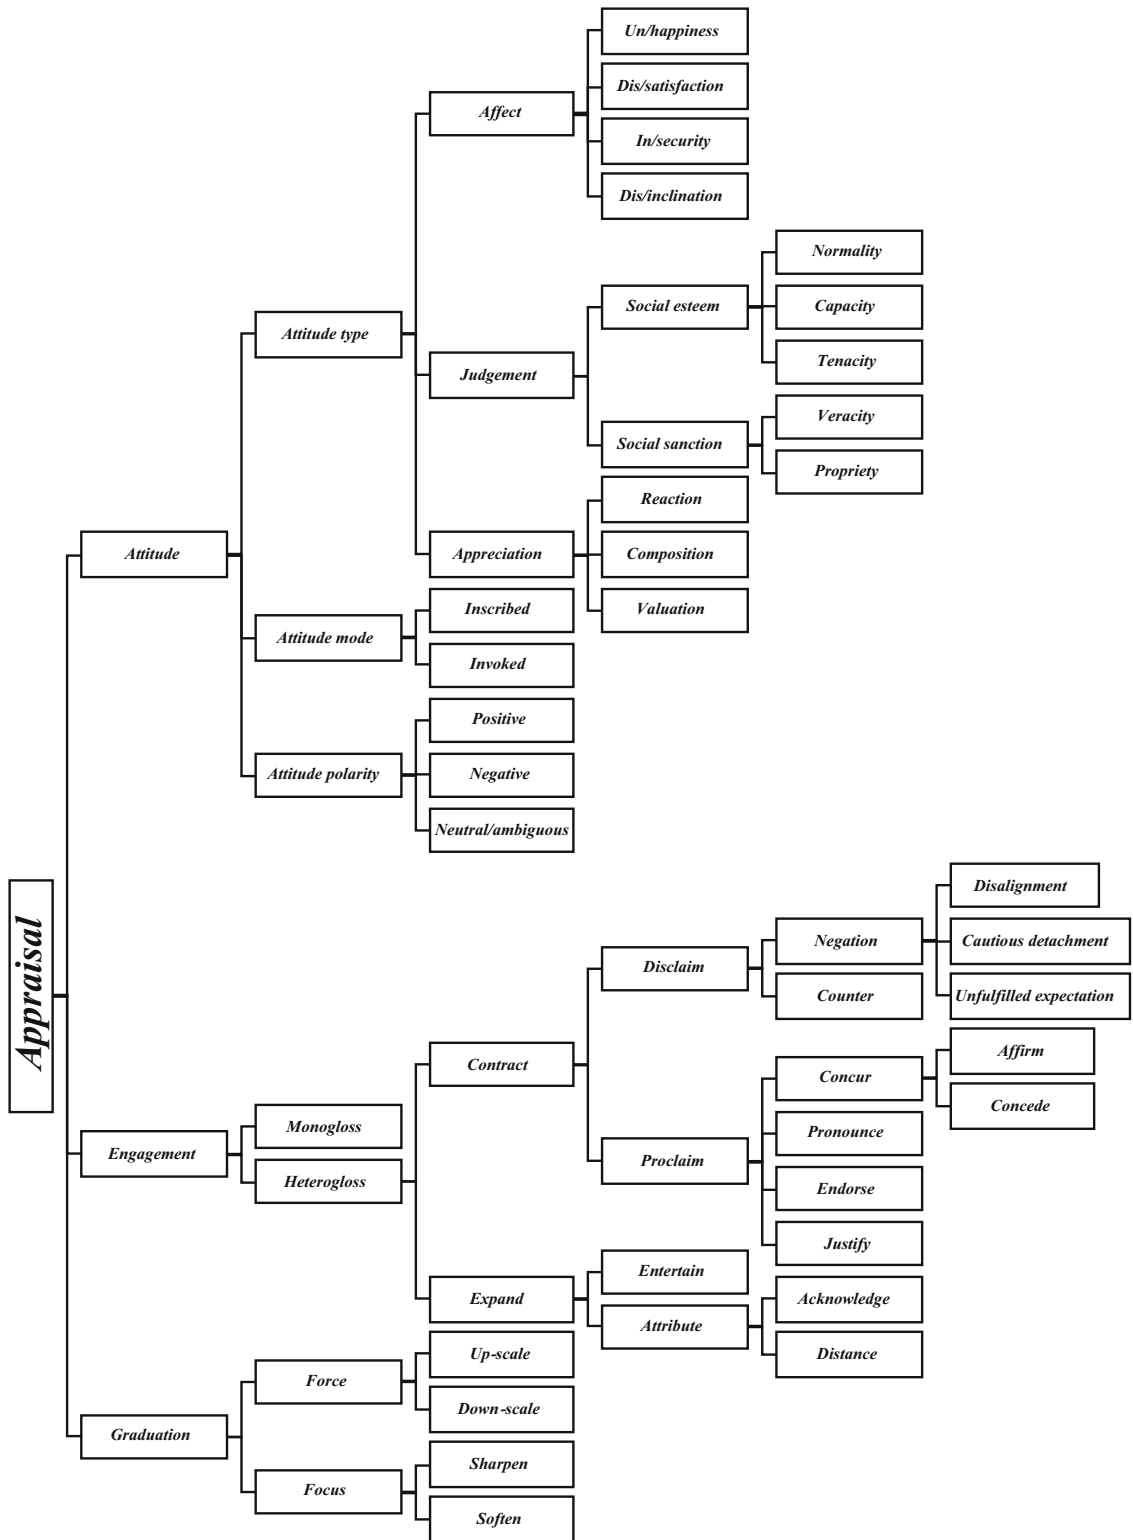 Appraisal
Attitude
Attitude type
Affect
Un/happiness
Dis/satisfaction
In/security
Dis/inclination
Judgement
Social esteem
Normality
Capacity
Tenacity
Social sanction
Veracity
Propriety
Appreciation
Reaction
Composition
Valuation
Attitude mode
Inscribed
Invoked
Attitude polarity
Positive
Negative
Neutral/ambiguous
Engagement
Monogloss
Heterogloss
Contract
Disclaim
Negation
Disalignment
Cautious detachment
Unfulfilled expectation
Counter
Proclaim
Concur
Affirm
Concede
Pronounce
Endorse
Justify
Expand
Entertain
Attribute
Acknowledge
Distance
Graduation
Force
Up-scale
Down-scale
Focus
Sharpen
Soften